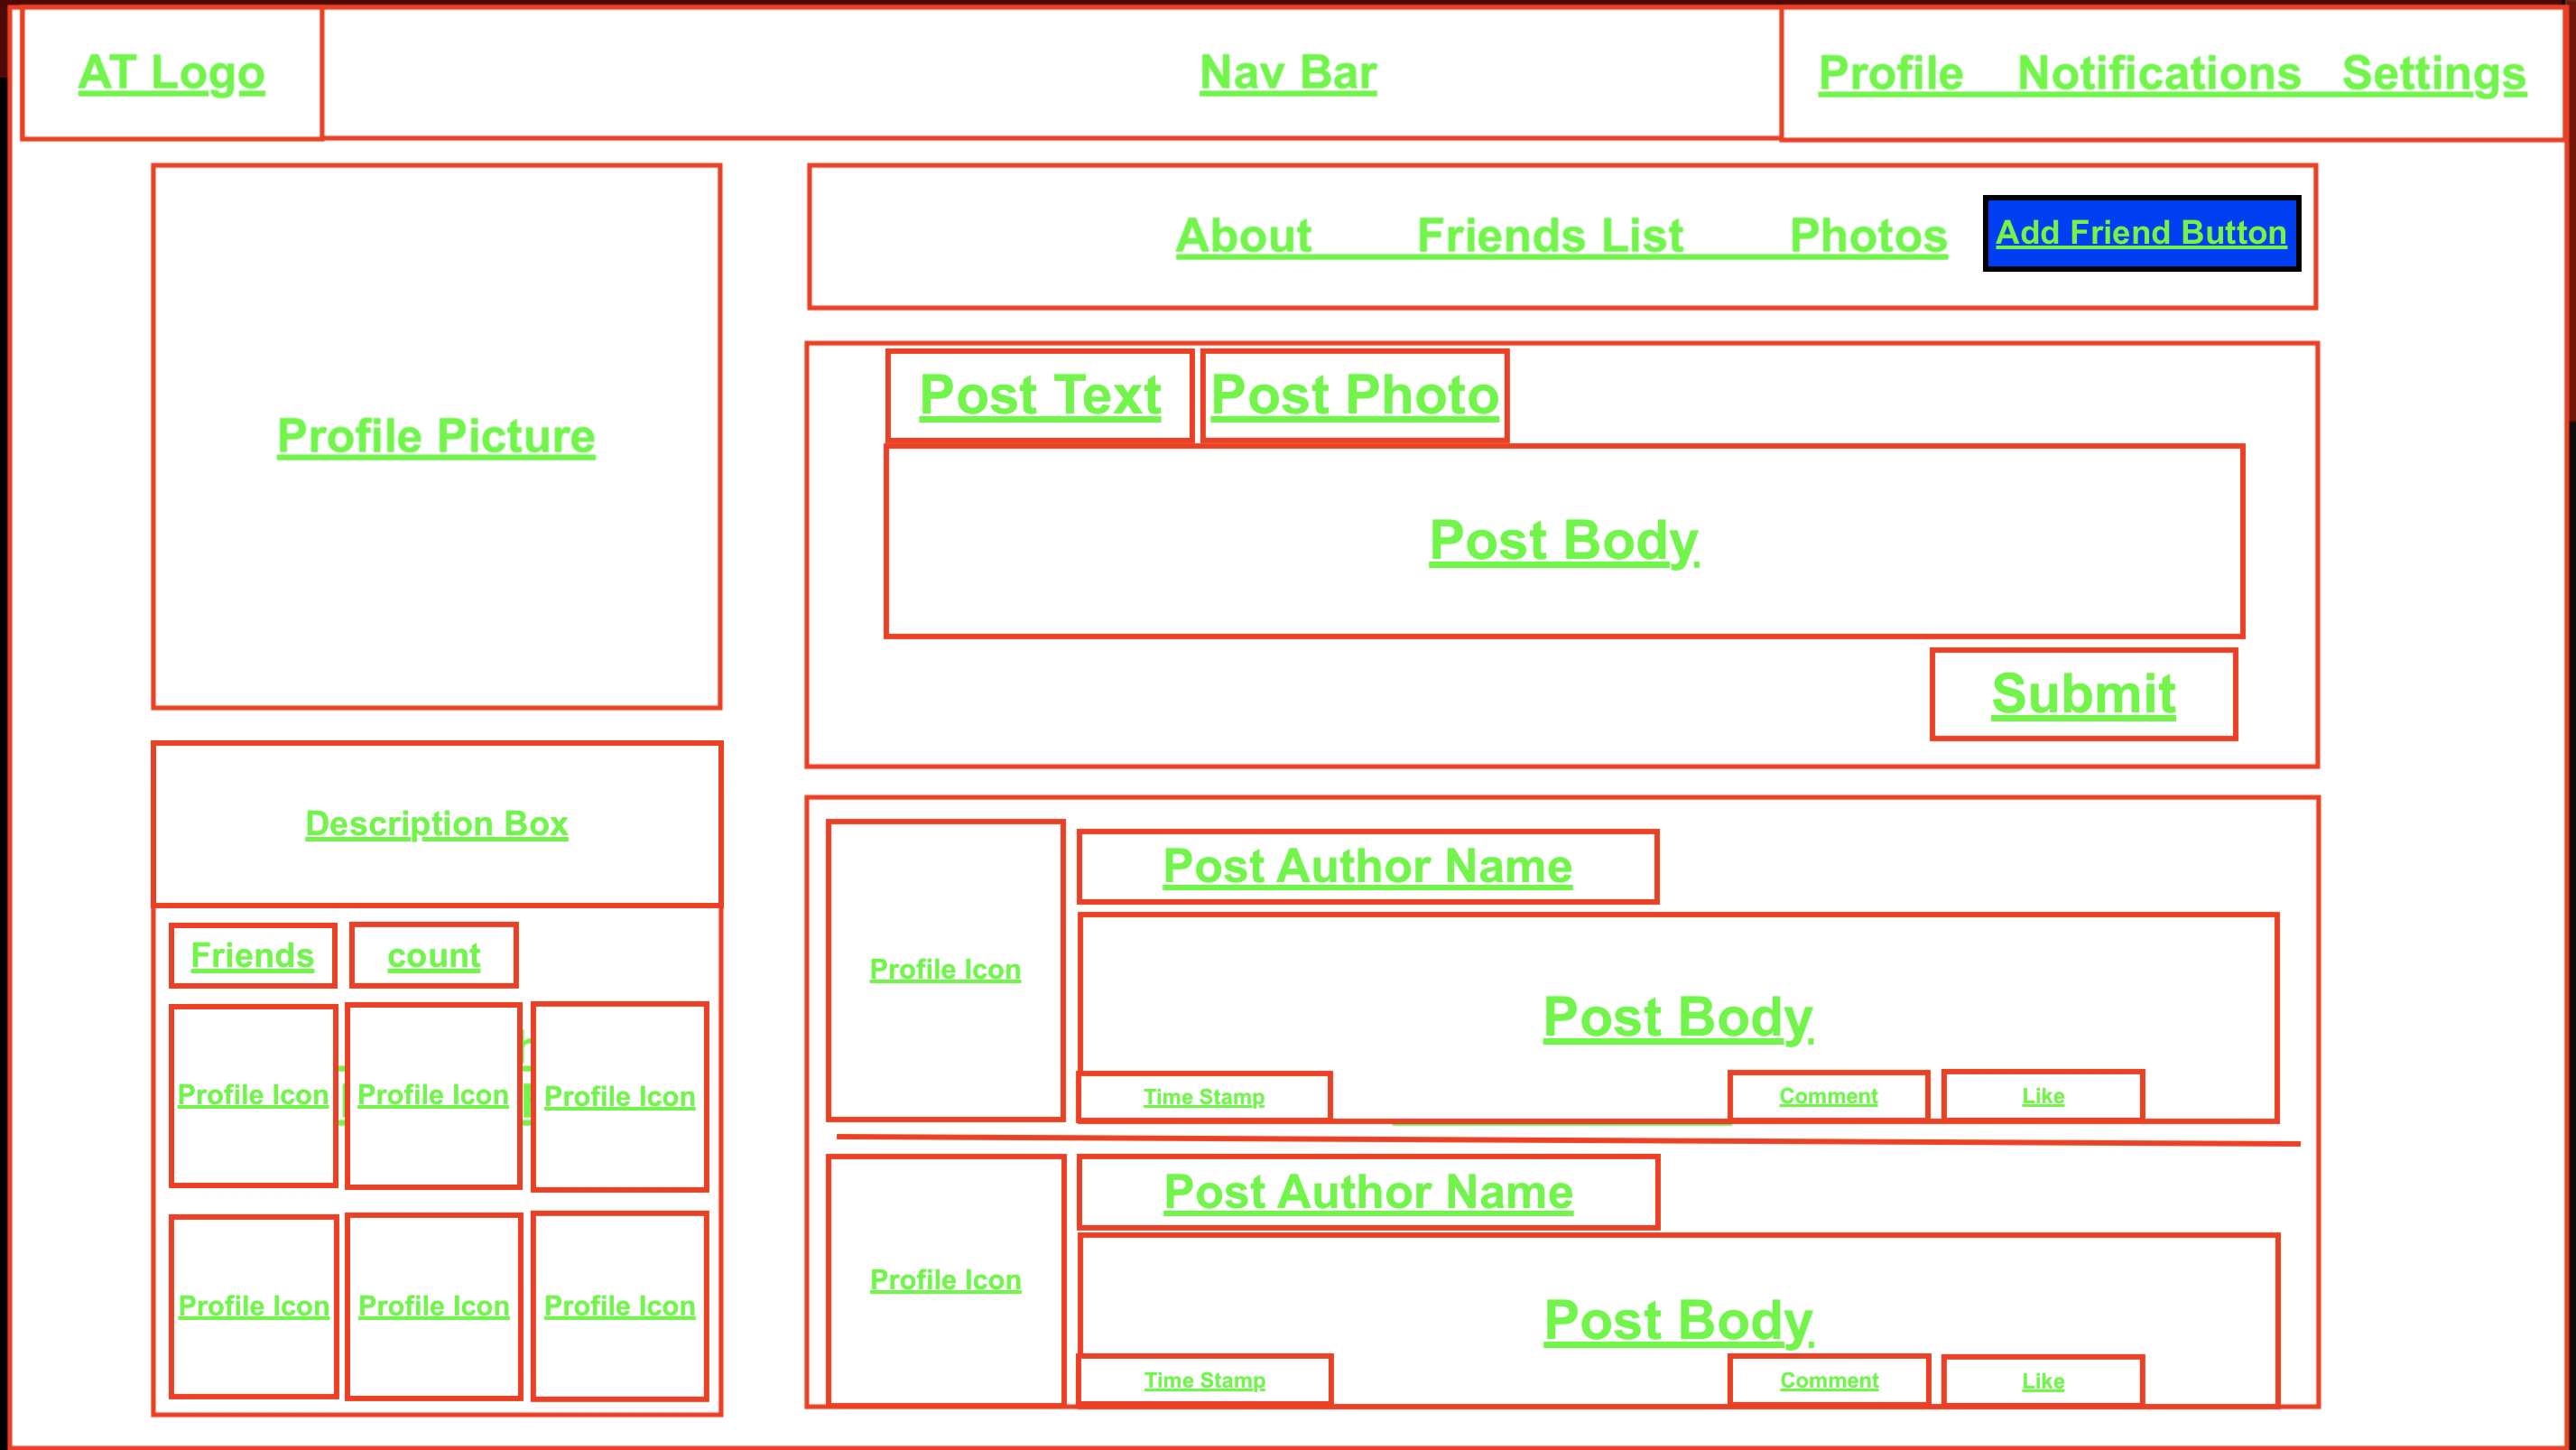 AT Logo
Nav Bar
Profile Notifications Settings
About Friends List Photos
Add Friend Button
Profile Picture
Post Text
Post Photo
Post Body
Submit
Description Box
Friends
count
Profile Icon
Profile Icon
Profile Icon
Profile Icon
Profile Icon
Profile Icon
Profile Icon
Post Author Name
Post Body
Time Stamp
Comment
Like
Profile Icon
Post Author Name
Post Body
Time Stamp
Comment
Like